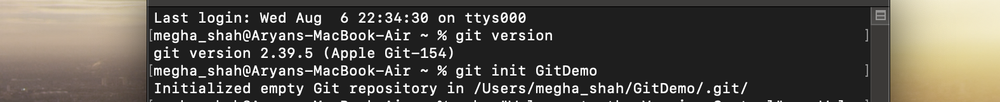 Last login: Wed Aug  6 22:34:30 on ttys000
[megha_shah@Aryans-MacBook-Air ~ % git version ]
git version 2.39.5 (Apple Git-154)
[megha_shah@Aryans-MacBook-Air ~ % git init GitDemo ]
Initialized empty Git repository in /Users/megha_shah/GitDemo/.git/